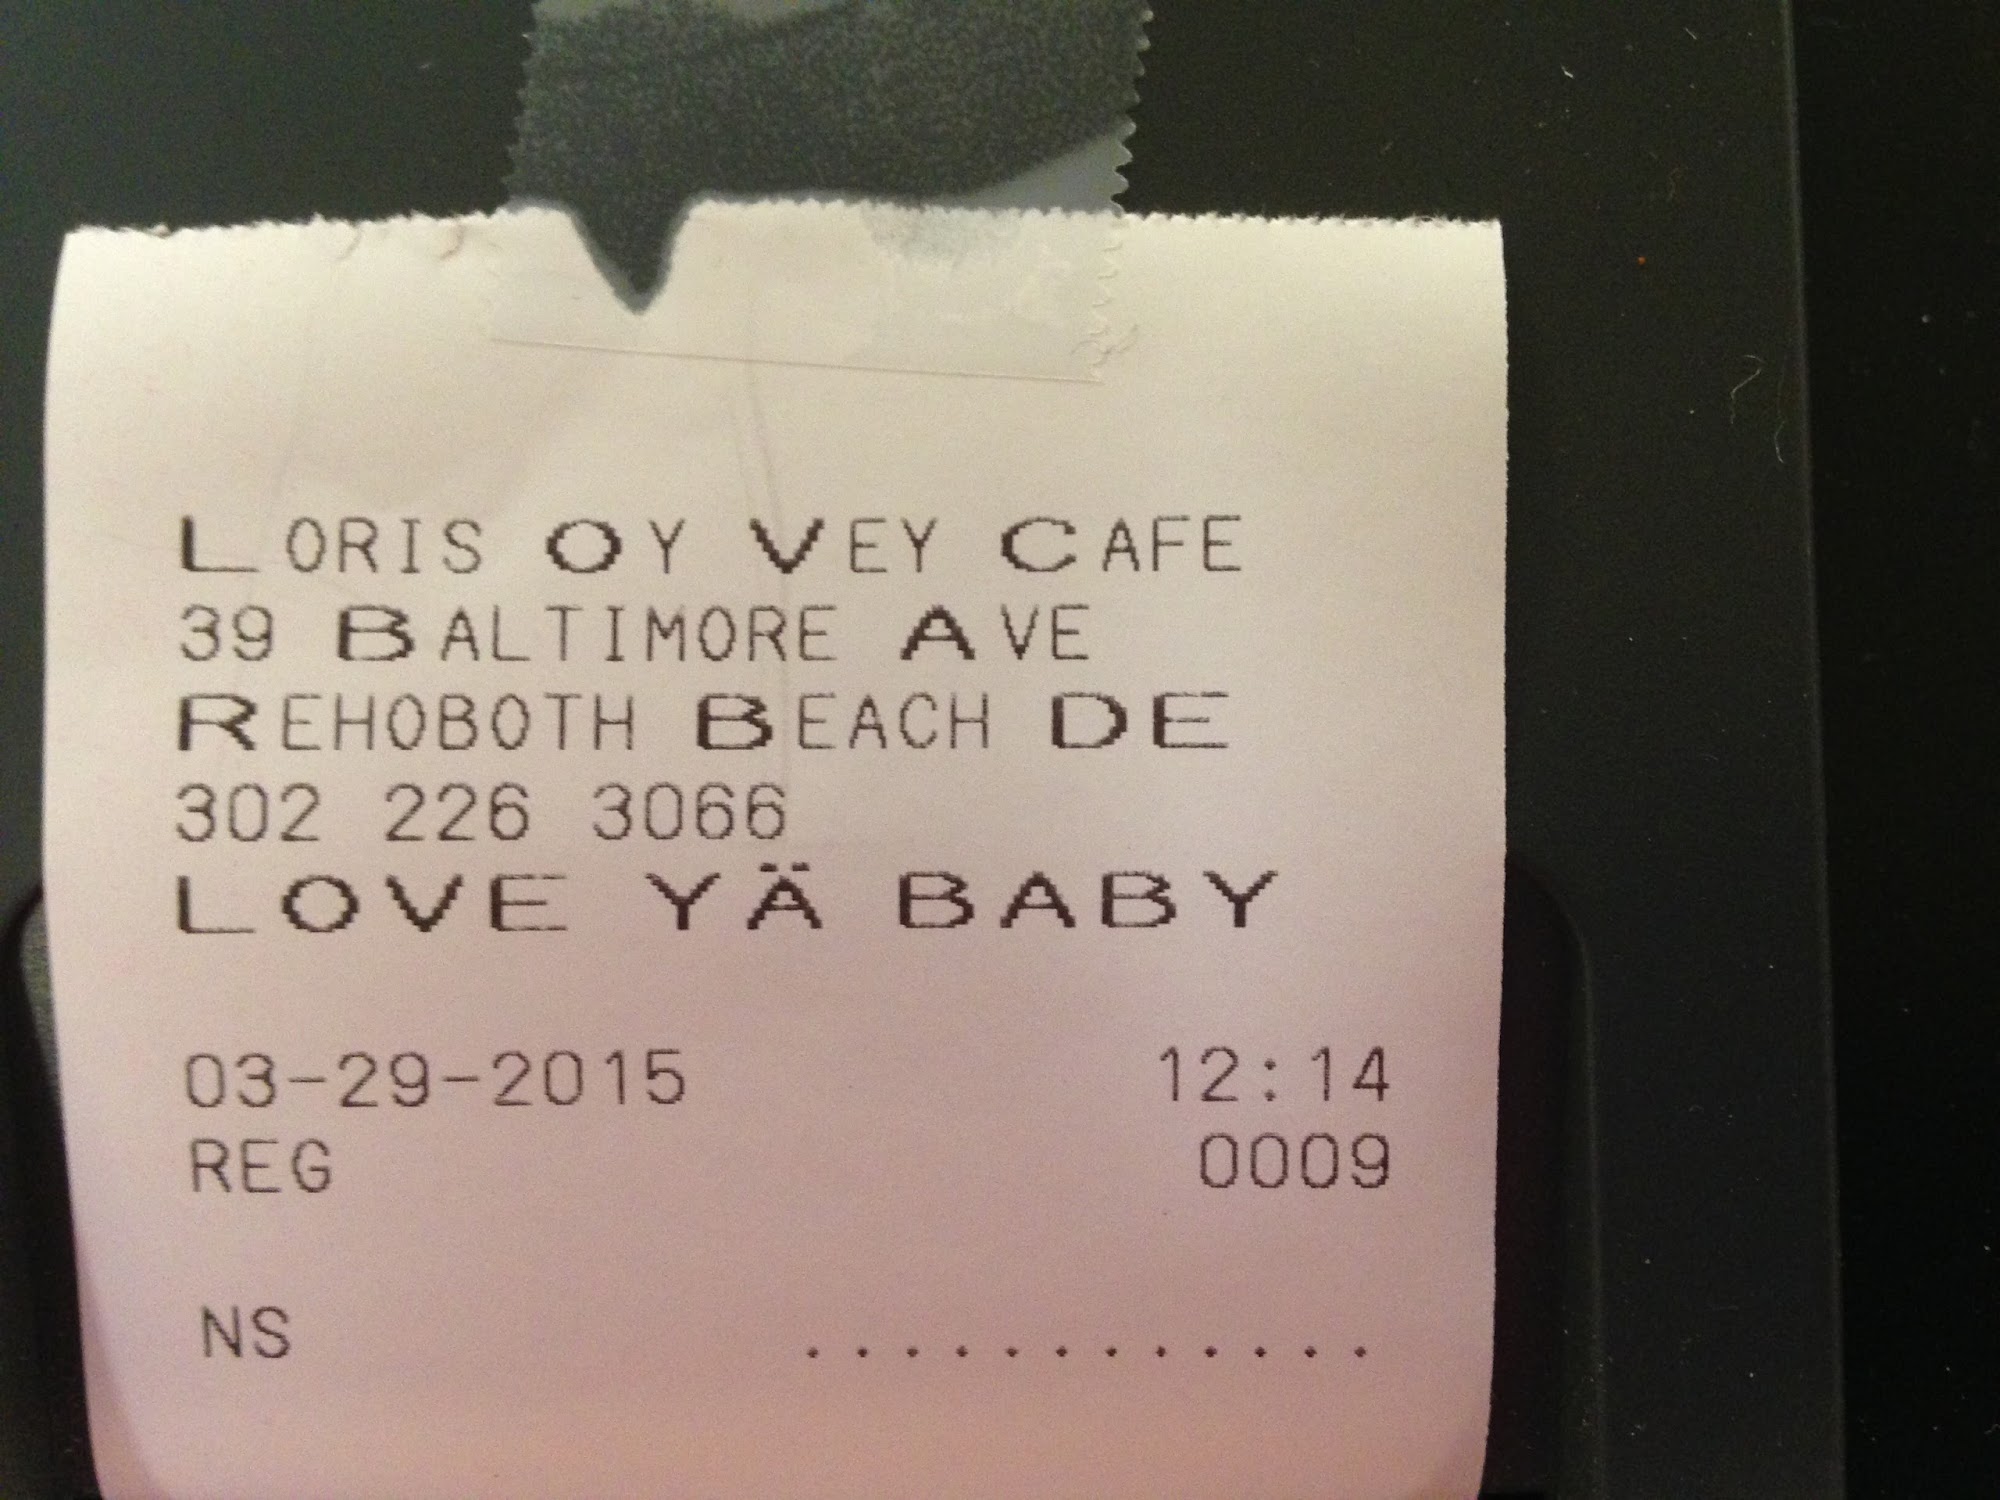 LORIS OY VEY CAFE
39 BALTIMORE AVE
REHOBOTH BEACH DE
302 226 3066
LOVE YÄ BABY
03-29-2015 12:14
REG 0009
NS ............